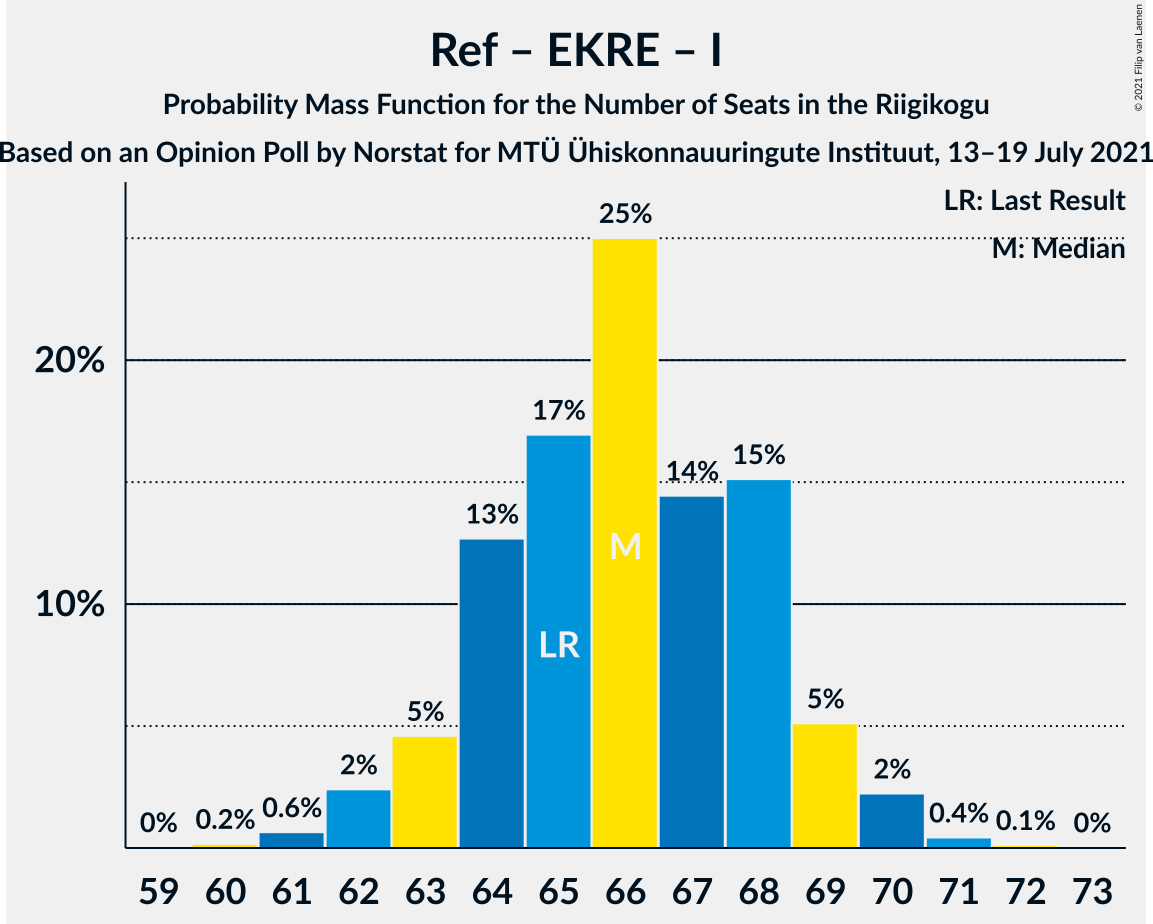 Ref – EKRE – I
Probability Mass Function for the Number of Seats in the Riigikogu
Based on an Opinion Poll by Norstat for MTÜ Ühiskonnauuringute Instituut, 13–19 July 2021
© 2021 Filip van Laenen
LR: Last Result
M: Median
25%
20%
17%
15%
14%
13%
M
10%
LR
5%
5%
2%
2%
0.6%
0.4%
0.2%
0.1%
0%
0%
59 60 61 62 63 64 65 66 67 68 69 70 71 72 73